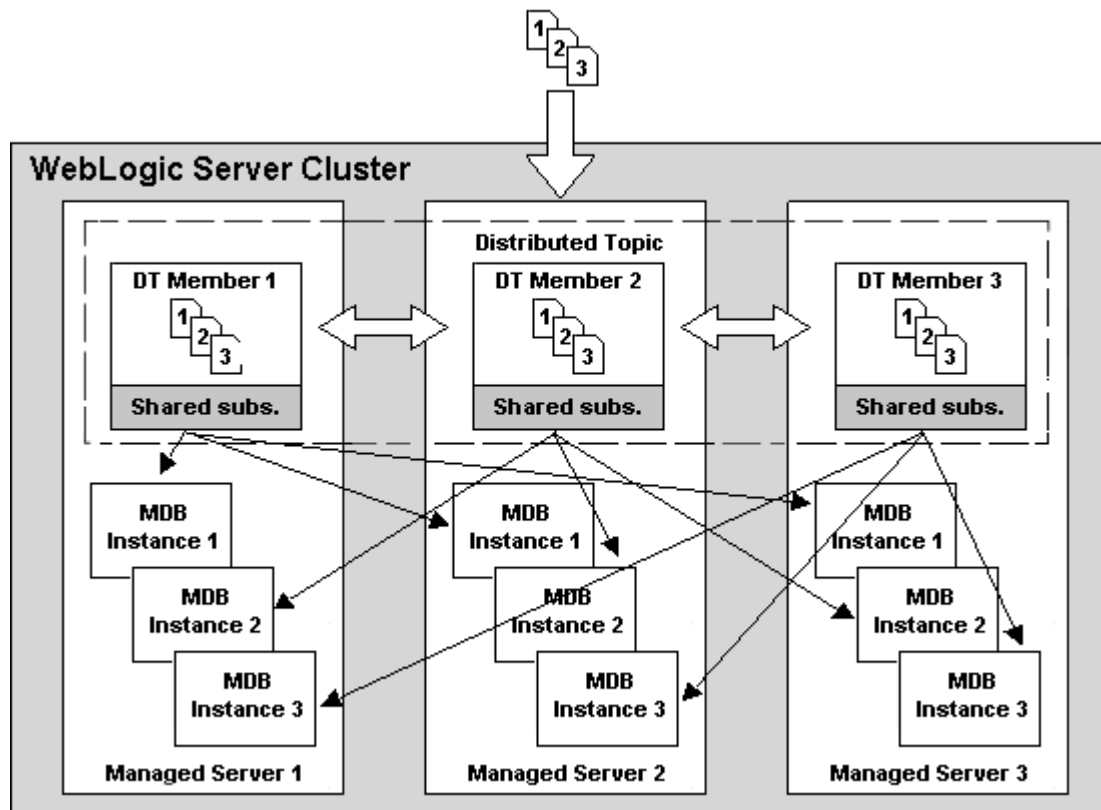 1
2
3
WebLogic Server Cluster
Distributed Topic
DT Member 1
1
2
3
Shared subs.
DT Member 2
1
2
3
Shared subs.
DT Member 3
1
2
3
Shared subs.
MDB
Instance 1
MDB
Instance 2
MDB
Instance 3
Managed Server 1
MDB
Instance 1
MDB
Instance 2
MDB
Instance 3
Managed Server 2
MDB
Instance 1
MDB
Instance 2
MDB
Instance 3
Managed Server 3